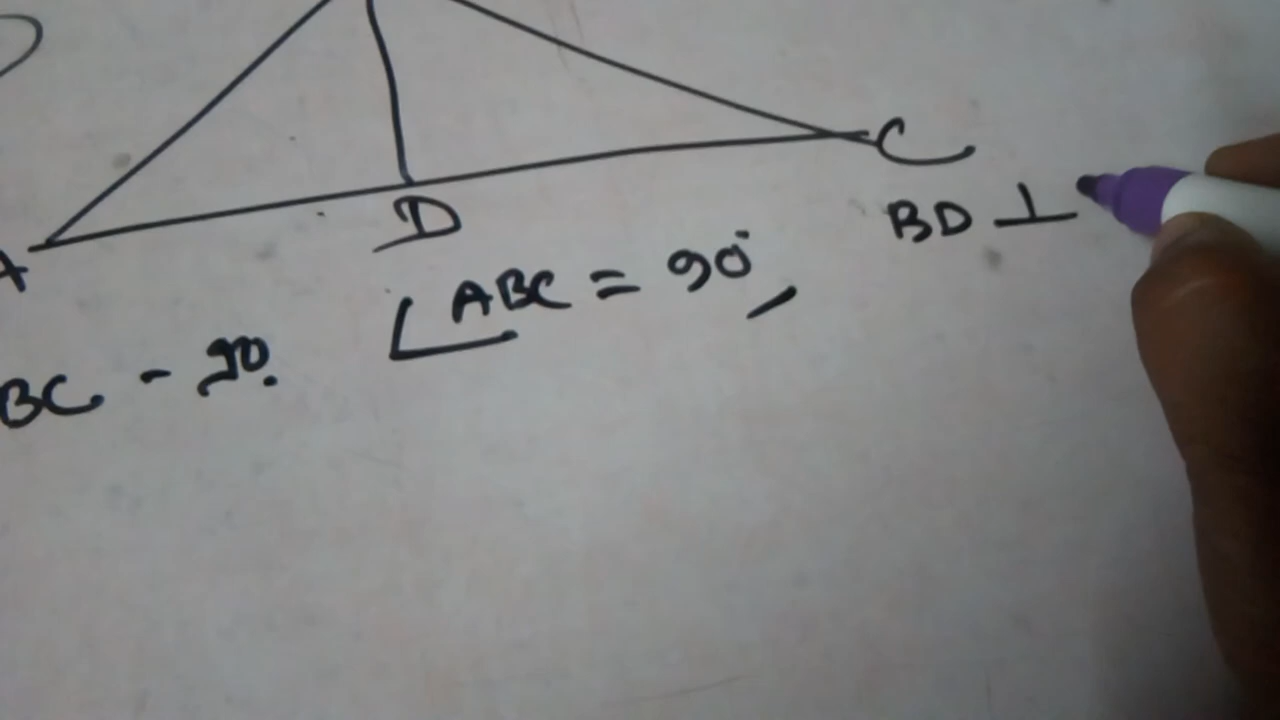 C
A
D
BD ⊥
∠ABC = 90°,
BC - 90.